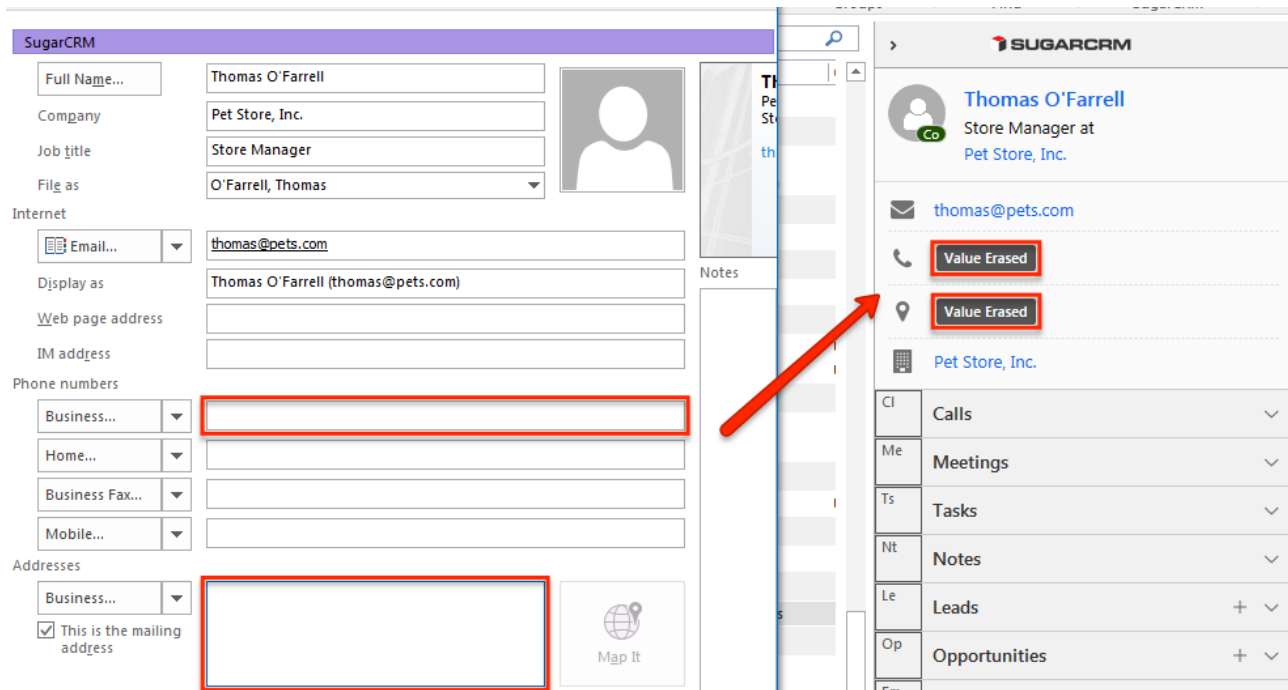 SugarCRM
Full Name...
Thomas O'Farrell
Company
Pet Store, Inc.
Job title
Store Manager
File as
O'Farrell, Thomas
Internet
Email...
thomas@pets.com
Display as
Thomas O'Farrell (thomas@pets.com)
Web page address
IM address
Phone numbers
Business...
Home...
Business Fax...
Mobile...
Addresses
Business...
This is the mailing
address
Map It
Th
Pe
St
th
Notes
SUGARCRM
Thomas O'Farrell
Co
Store Manager at
Pet Store, Inc.
thomas@pets.com
Value Erased
Value Erased
Pet Store, Inc.
Cl
Calls
Me
Meetings
Ts
Tasks
Nt
Notes
Le
Leads
Op
Opportunities